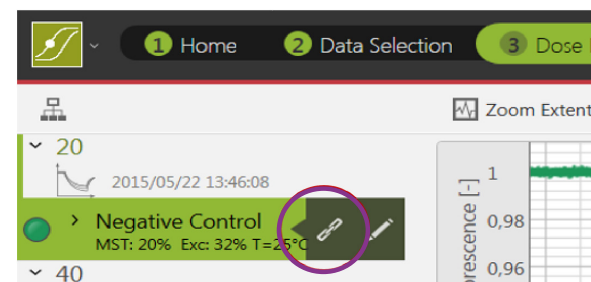 1 Home 2 Data Selection 3 Dose
Zoom Extent
20
2015/05/22 13:46:08
Negative Control
MST: 20% Exc: 32% T=25°C
40
1
0,98
0,96
orescence [-]